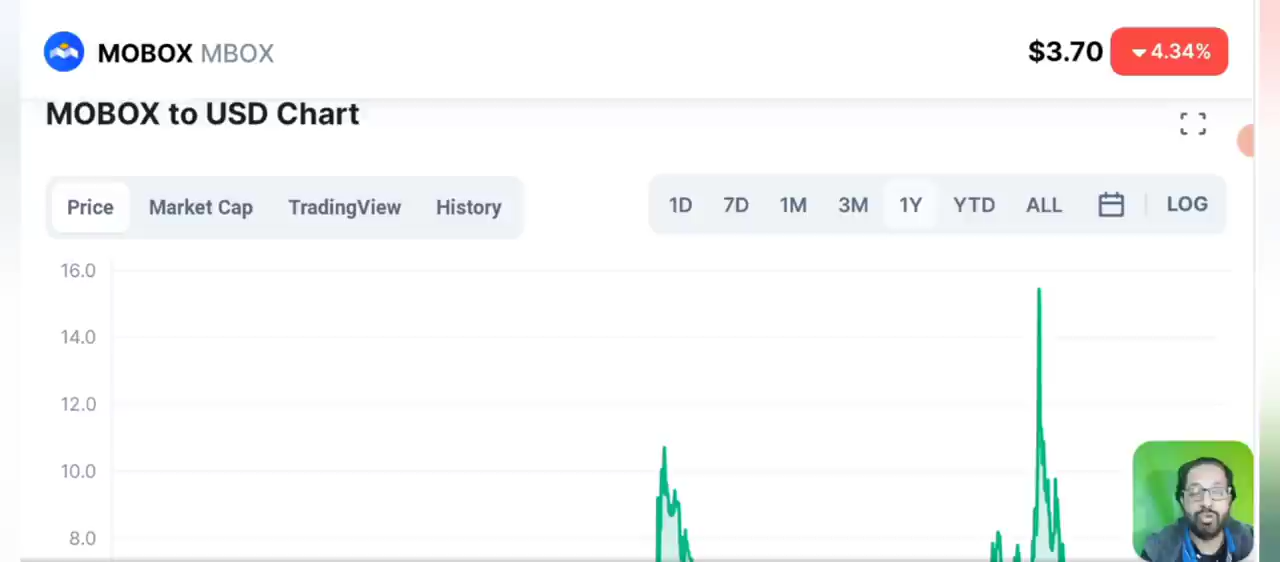 MOBOX MBOX $3.70 4.34%
MOBOX to USD Chart
Price Market Cap TradingView History 1D 7D 1M 3M 1Y YTD ALL LOG
16.0
14.0
12.0
10.0
8.0